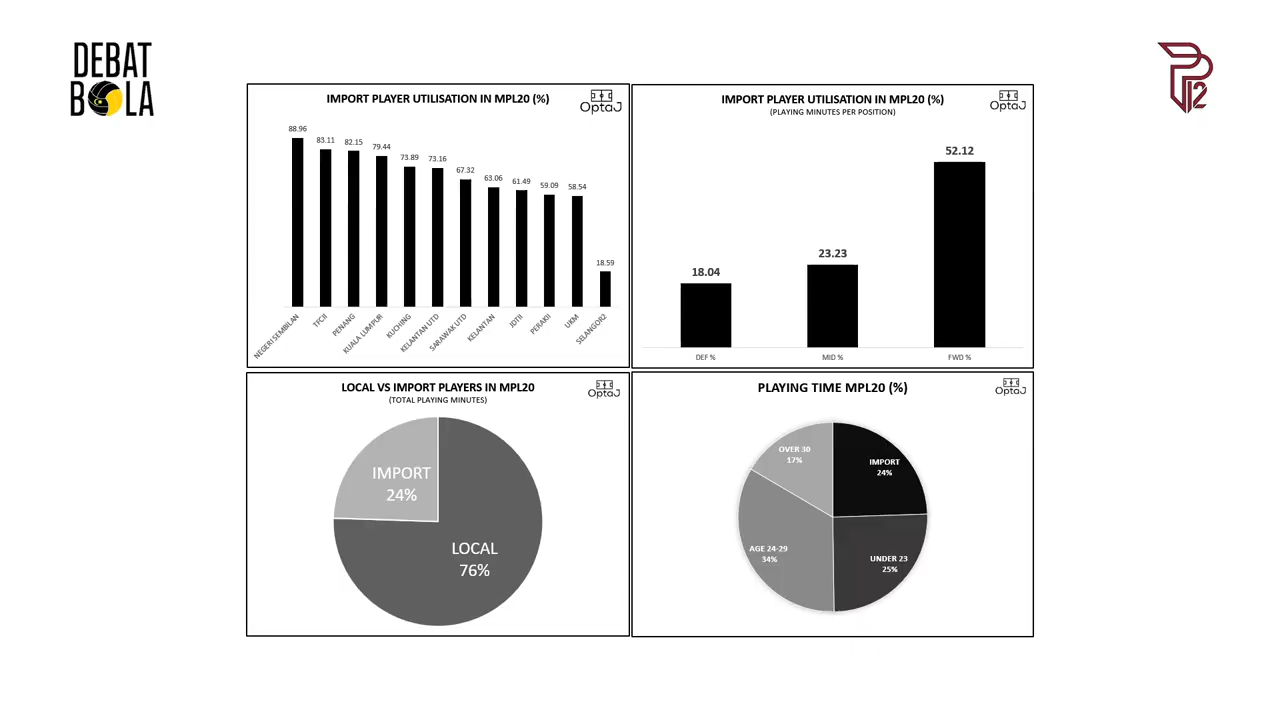 DEBAT
BOLA
P12
IMPORT PLAYER UTILISATION IN MPL20 (%)
OptaJ
88.96
83.11
82.15
79.44
73.89
73.16
67.32
63.06
61.49
59.09
58.54
18.59
NEGERI SEMBILAN
TFCII
PENANG
KUALA LUMPUR
KUCHING
KELANTAN UTD
SARAWAK UTD
KELANTAN
JDTII
PERAKII
UKM
SELANGOR2
IMPORT PLAYER UTILISATION IN MPL20 (%)
(PLAYING MINUTES PER POSITION)
OptaJ
52.12
23.23
18.04
DEF %
MID %
FWD %
LOCAL VS IMPORT PLAYERS IN MPL20
(TOTAL PLAYING MINUTES)
OptaJ
IMPORT
24%
LOCAL
76%
PLAYING TIME MPL20 (%)
OptaJ
OVER 30
17%
IMPORT
24%
AGE 24-29
34%
UNDER 23
25%